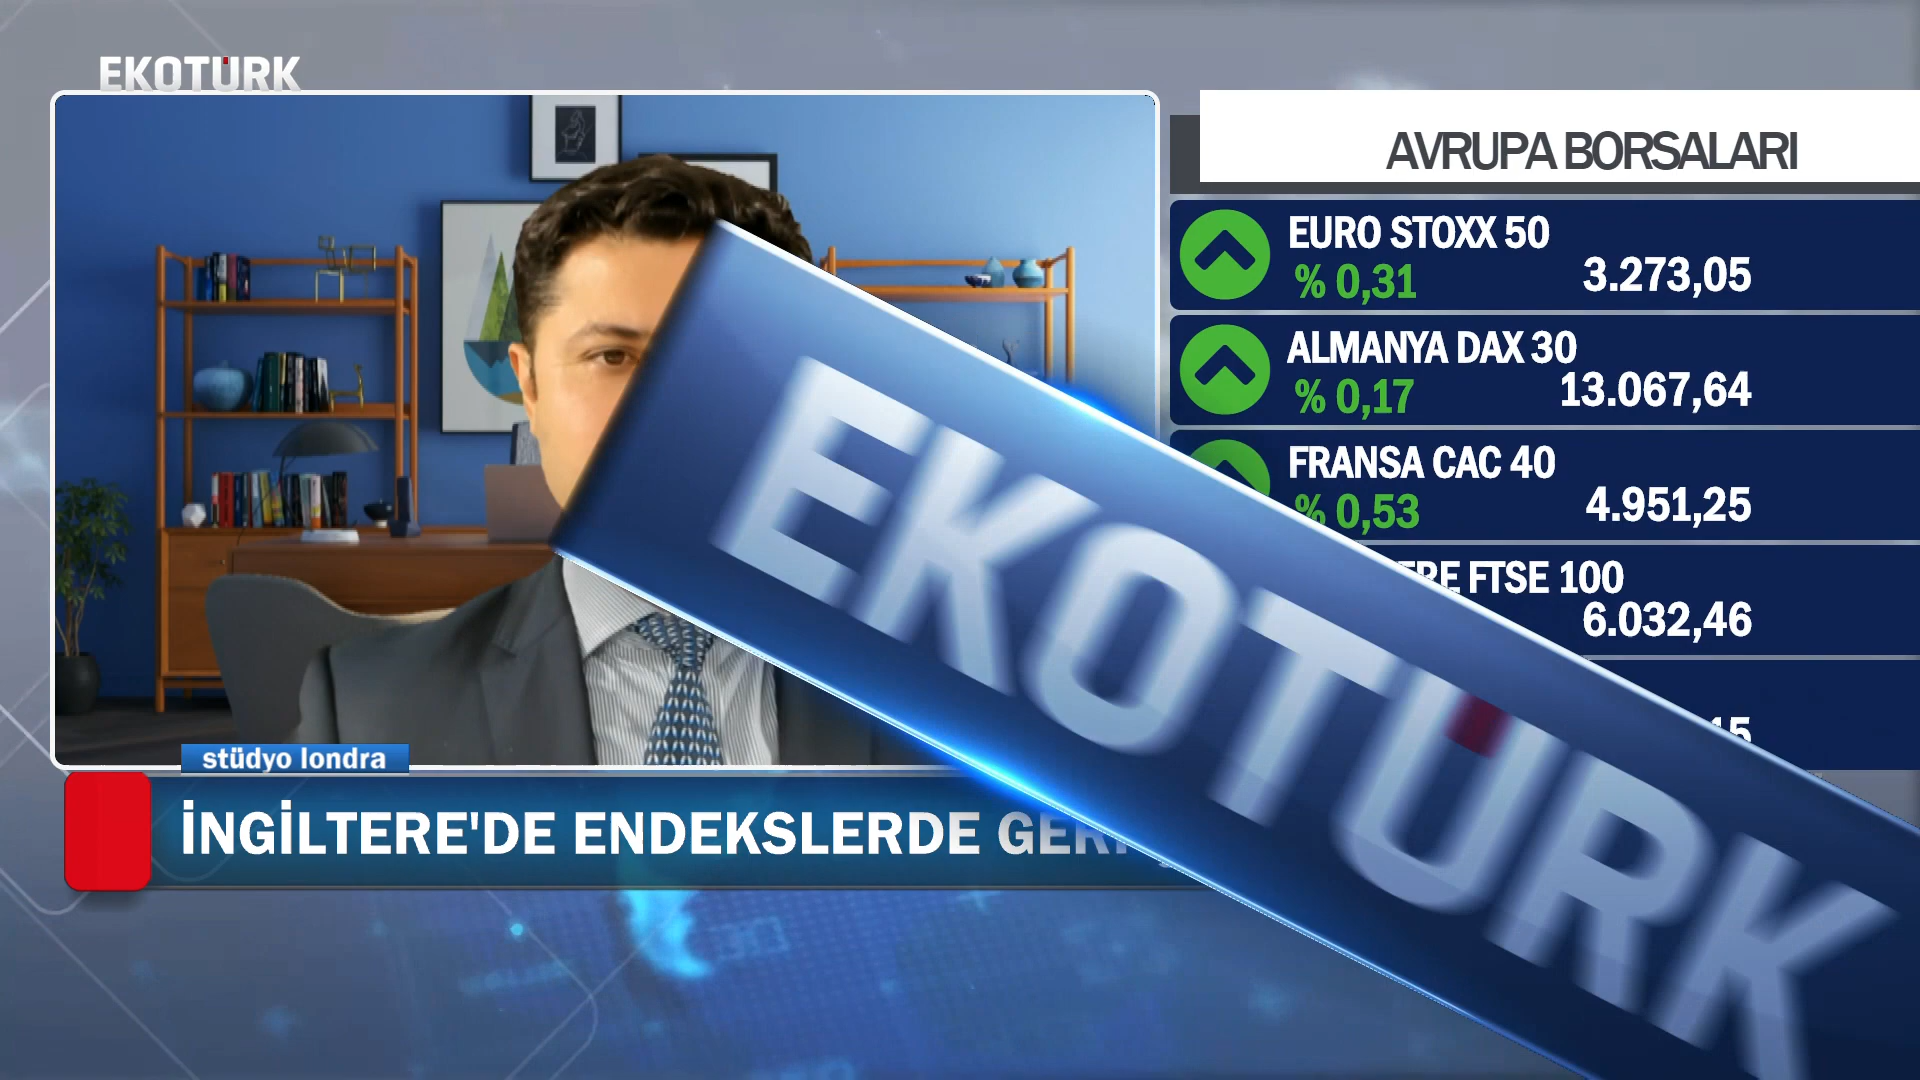 EKOTÜRK
AVRUPA BORSALARI
EURO STOXX 50
% 0,31
3.273,05
ALMANYA DAX 30
% 0,17
13.067,64
FRANSA CAC 40
% 0,53
4.951,25
FTSE 100
6.032,46
EKOTÜRK
stüdyo londra
İNGİLTERE'DE ENDEKSLERDE